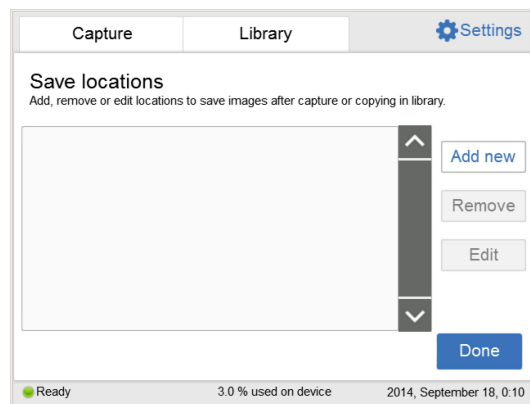 Capture
Library
Settings
Save locations
Add, remove or edit locations to save images after capture or copying in library.
Add new
Remove
Edit
Done
Ready
3.0 % used on device
2014, September 18, 0:10